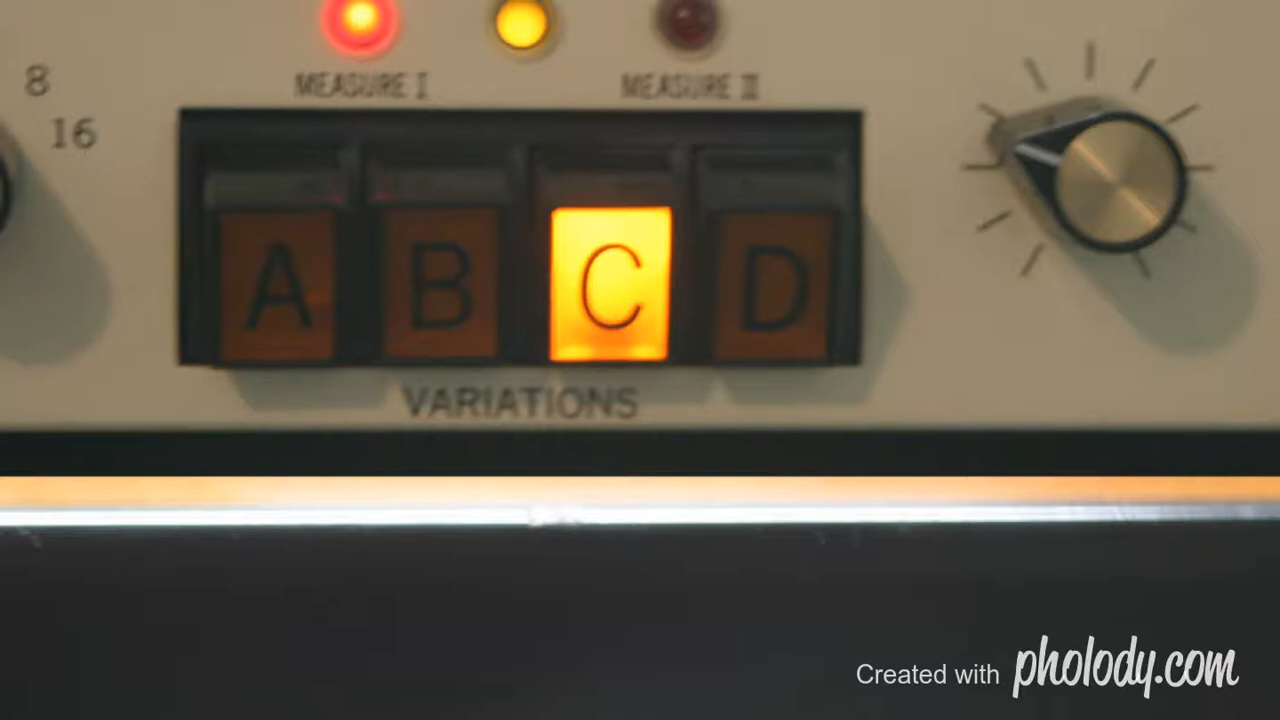 8
16
MEASURE I
MEASURE II
A
B
C
D
VARIATIONS
Created with pholody.com